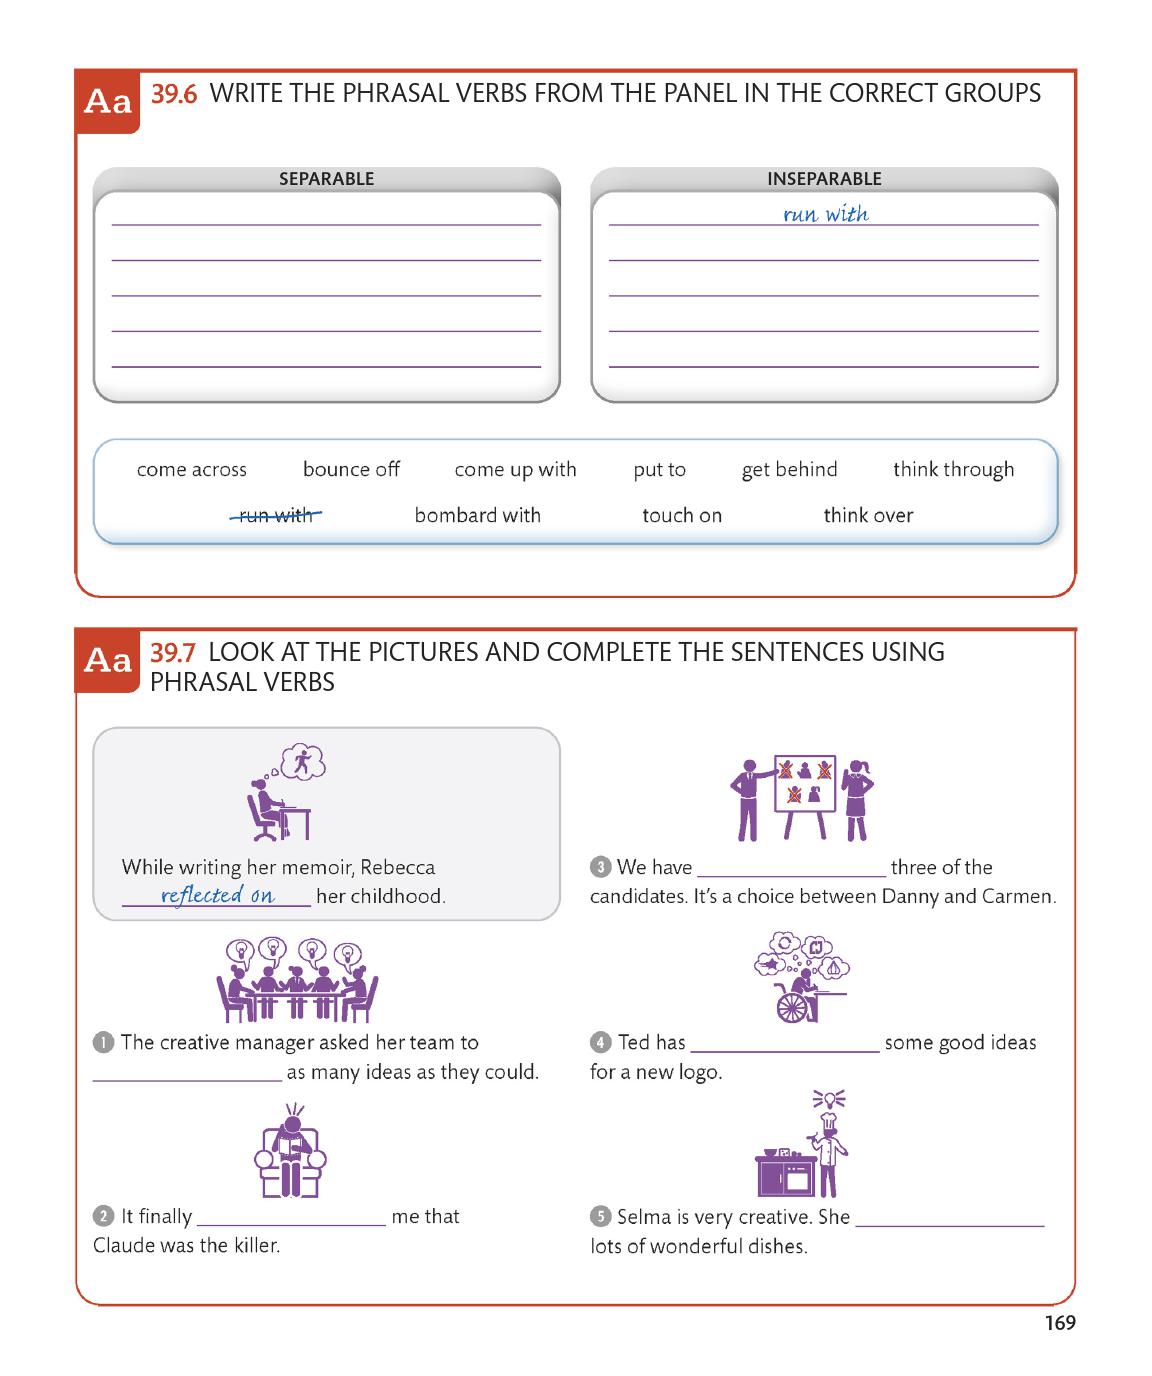 Aa
39.6 WRITE THE PHRASAL VERBS FROM THE PANEL IN THE CORRECT GROUPS
SEPARABLE
INSEPARABLE
run with
come across bounce off come up with put to get behind think through
run with bombard with touch on think over
Aa
39.7 LOOK AT THE PICTURES AND COMPLETE THE SENTENCES USING
PHRASAL VERBS
While writing her memoir, Rebecca
reflected on her childhood.
1 The creative manager asked her team to
as many ideas as they could.
2 It finally me that
Claude was the killer.
3 We have three of the
candidates. It's a choice between Danny and Carmen.
4 Ted has some good ideas
for a new logo.
5 Selma is very creative. She
lots of wonderful dishes.
169